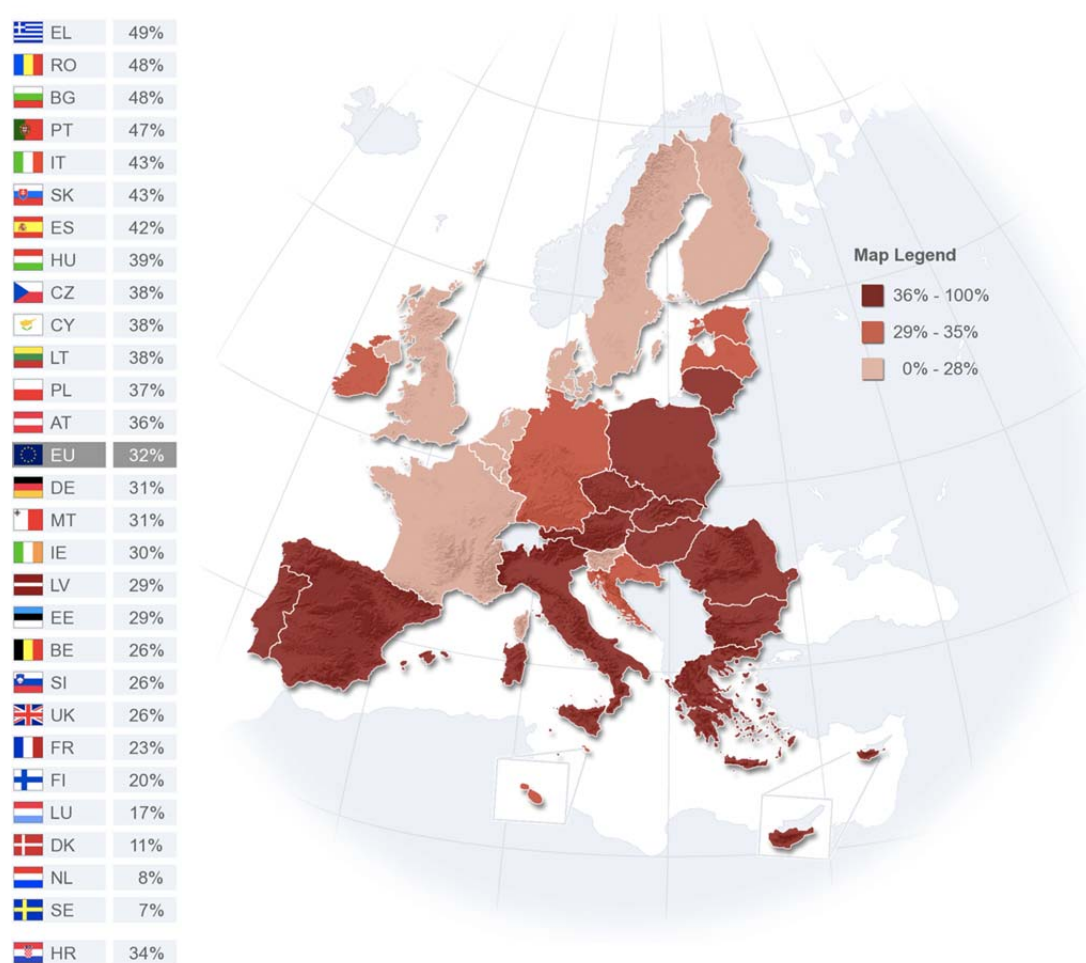 EL 49%
RO 48%
BG 48%
PT 47%
IT 43%
SK 43%
ES 42%
HU 39%
CZ 38%
CY 38%
LT 38%
PL 37%
AT 36%
EU 32%
DE 31%
MT 31%
IE 30%
LV 29%
EE 29%
BE 26%
SI 26%
UK 26%
FR 23%
FI 20%
LU 17%
DK 11%
NL 8%
SE 7%
HR 34%
Map Legend
36% - 100%
29% - 35%
0% - 28%